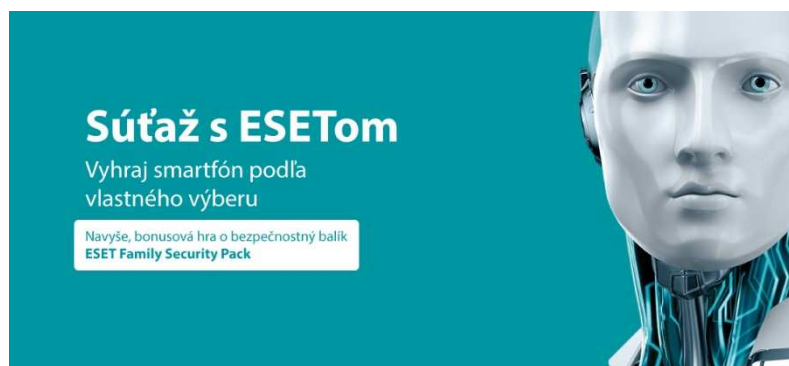 Súťaž s ESETom
Vyhraj smartfón podľa
vlastného výberu
Navyše, bonusová hra o bezpečnostný balík
ESET Family Security Pack